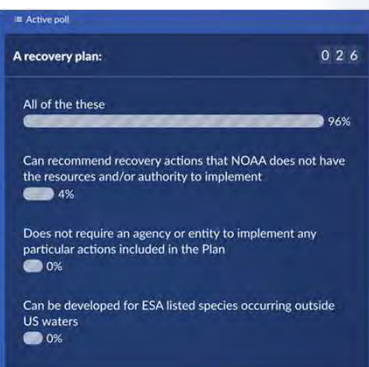 Active poll
A recovery plan: 0 2 6
All of the these
96%
Can recommend recovery actions that NOAA does not have
the resources and/or authority to implement
4%
Does not require an agency or entity to implement any
particular actions included in the Plan
0%
Can be developed for ESA listed species occurring outside
US waters
0%